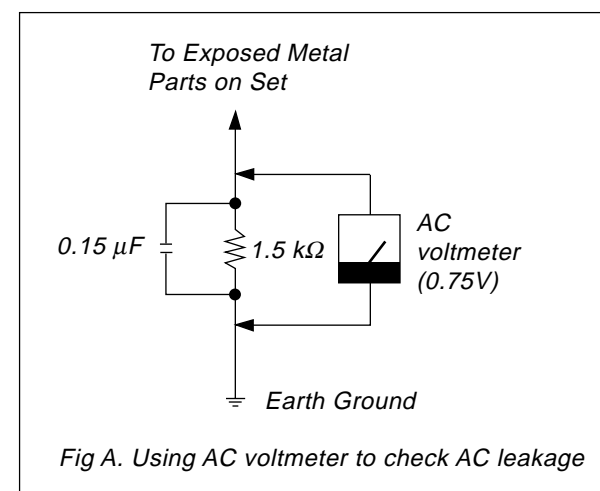 To Exposed Metal
Parts on Set
0.15 μF
1.5 kΩ
AC
voltmeter
(0.75V)
Earth Ground
Fig A. Using AC voltmeter to check AC leakage